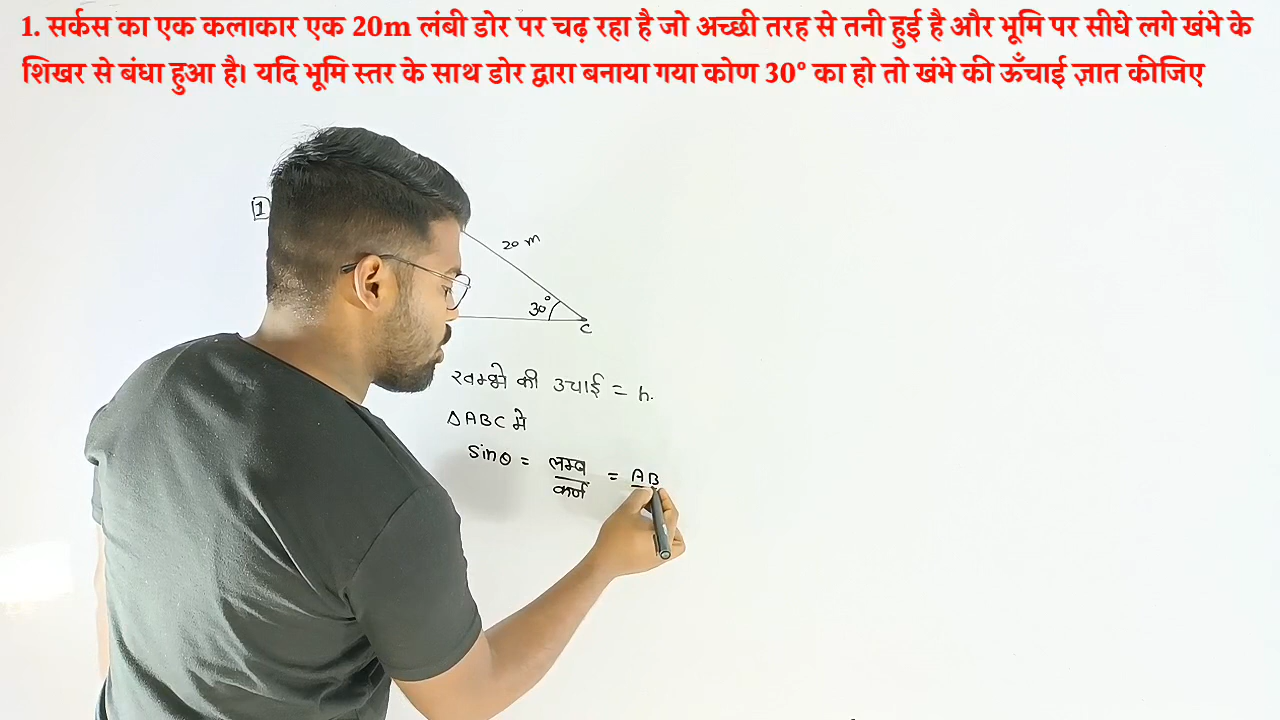 1. सर्कस का एक कलाकार एक 20m लंबी डोर पर चढ़ रहा है जो अच्छी तरह से तनी हुई है और भूमि पर सीधे लगे खंभे के
शिखर से बंधा हुआ है। यदि भूमि स्तर के साथ डोर द्वारा बनाया गया कोण 30° का हो तो खंभे की ऊँचाई ज्ञात कीजिए
1
20 m
30°
C
खम्भे की उचाई = h.
△ABC मे
sinθ = लम्ब / कर्ण = AB